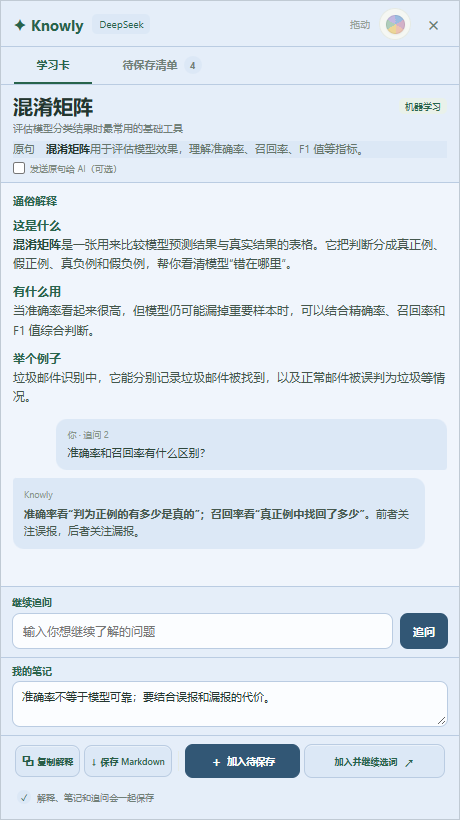 ✦ Knowly DeepSeek 拖动 ×
学习卡 待保存清单 4
混淆矩阵 机器学习
评估模型分类结果时最常用的基础工具
原句 混淆矩阵用于评估模型效果，理解准确率、召回率、F1 值等指标。
发送原句给 AI（可选）
通俗解释
这是什么
混淆矩阵是一张用来比较模型预测结果与真实结果的表格。它把判断分成真正例、
假正例、真负例和假负例，帮你看清模型“错在哪里”。
有什么用
当准确率看起来很高，但模型仍可能漏掉重要样本时，可以结合精确率、召回率和
F1 值综合判断。
举个例子
垃圾邮件识别中，它能分别记录垃圾邮件被找到，以及正常邮件被误判为垃圾等情
况。
你 · 追问 2
准确率和召回率有什么区别？
Knowly
准确率看“判为正例的有多少是真的”；召回率看“真正例中找回了多少”。前者关
注误报，后者关注漏报。
继续追问
输入你想继续了解的问题 追问
我的笔记
准确率不等于模型可靠；要结合误报和漏报的代价。
复制解释 ↓ 保存 Markdown ＋ 加入待保存 加入并继续选词 ↗
✓ 解释、笔记和追问会一起保存